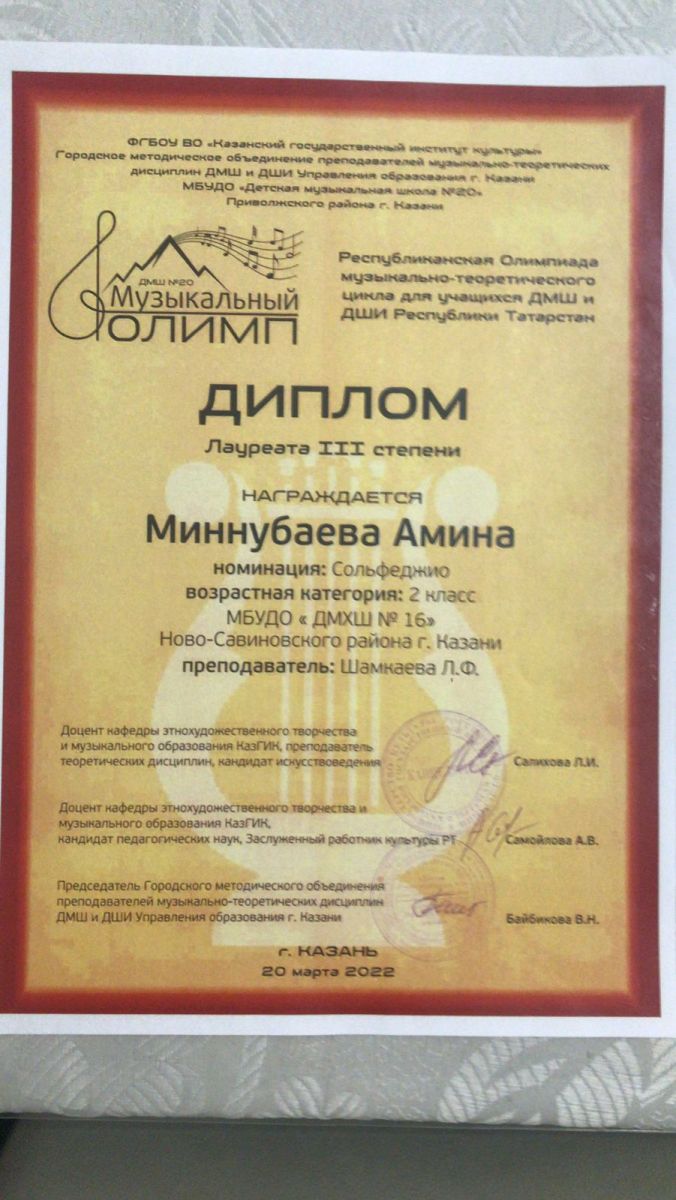 ФГБОУ ВО «Казанский государственный институт культуры»
Городское методическое объединение преподавателей музыкально-теоретических
дисциплин ДМШ и ДШИ Управления образования г. Казани
МБУДО «Детская музыкальная школа №20»
Приволжского района г. Казани
ДМШ №20
Музыкальный
ОЛИМП
Республиканская Олимпиада
музыкально-теоретического
цикла для учащихся ДМШ и
ДШИ Республики Татарстан
ДИПЛОМ
Лауреата III степени
НАГРАЖДАЕТСЯ
Миннубаева Амина
номинация: Сольфеджио
возрастная категория: 2 класс
МБУДО « ДМХШ № 16»
Ново-Савиновского района г. Казани
преподаватель: Шамкаева Л.Ф.
Доцент кафедры этнохудожественного творчества
и музыкального образования КазГИК, преподаватель
теоретических дисциплин, кандидат искусствоведения
Салихова Л.И.
Доцент кафедры этнохудожественного творчества и
музыкального образования КазГИК,
кандидат педагогических наук, Заслуженный работник культуры РТ
Самойлова А.В.
Председатель Городского методического объединения
преподавателей музыкально-теоретических дисциплин
ДМШ и ДШИ Управления образования г. Казани
Байбикова В.Н.
г. КАЗАНЬ
20 марта 2022